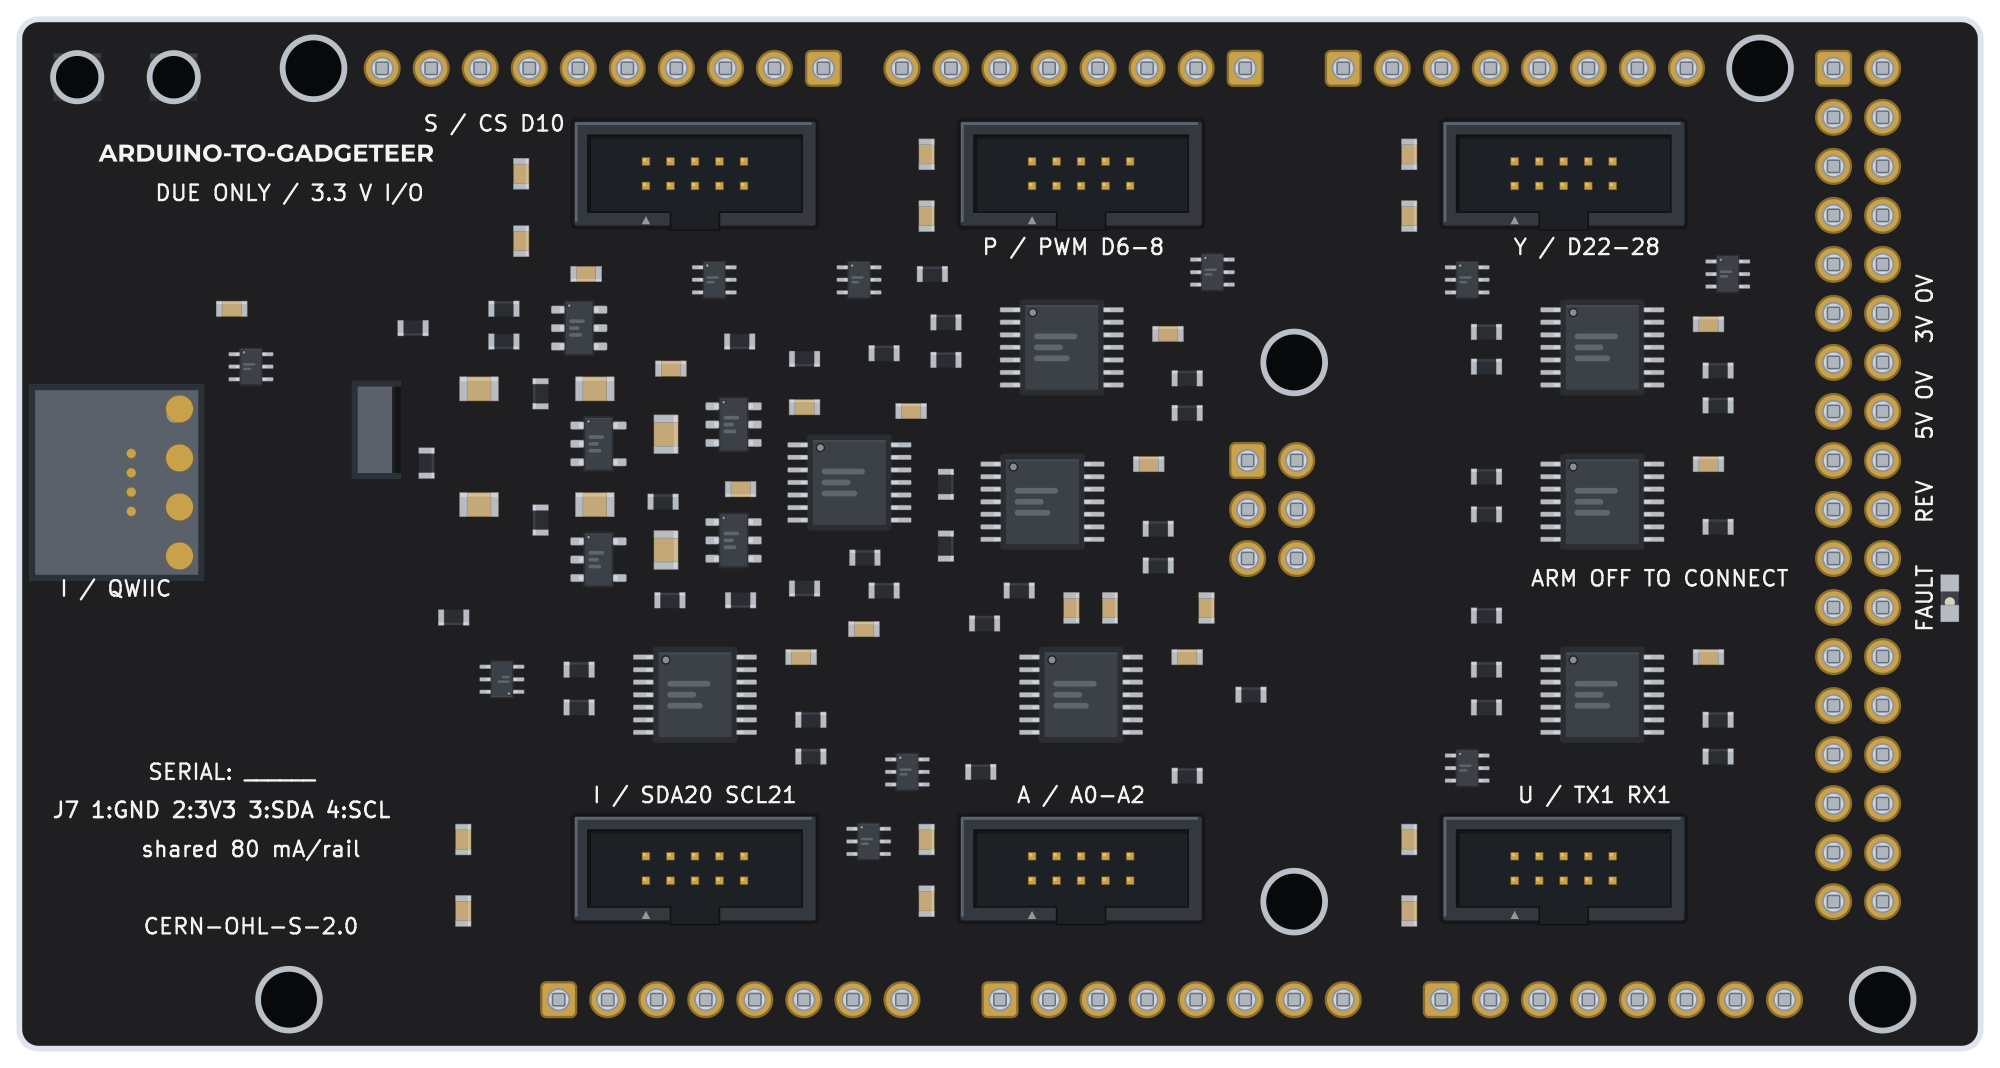 S / CS D10
ARDUINO-TO-GADGETEER
DUE ONLY / 3.3 V I/O
P / PWM D6-8
Y / D22-28
3V OV
5V OV
REV
FAULT
ARM OFF TO CONNECT
I / QWIIC
SERIAL: ______
J7 1:GND 2:3V3 3:SDA 4:SCL
shared 80 mA/rail
CERN-OHL-S-2.0
I / SDA20 SCL21
A / A0-A2
U / TX1 RX1